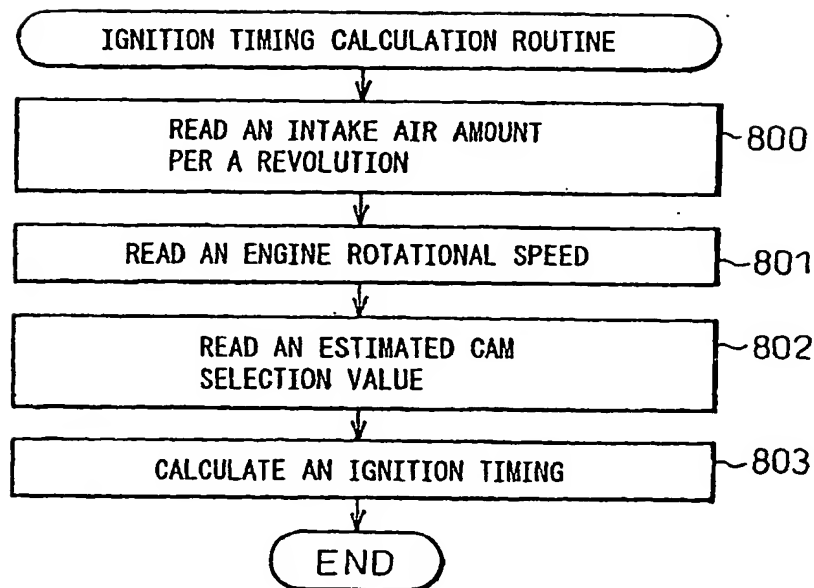 IGNITION TIMING CALCULATION ROUTINE
READ AN INTAKE AIR AMOUNT
PER A REVOLUTION
800
READ AN ENGINE ROTATIONAL SPEED
801
READ AN ESTIMATED CAM
SELECTION VALUE
802
CALCULATE AN IGNITION TIMING
803
END